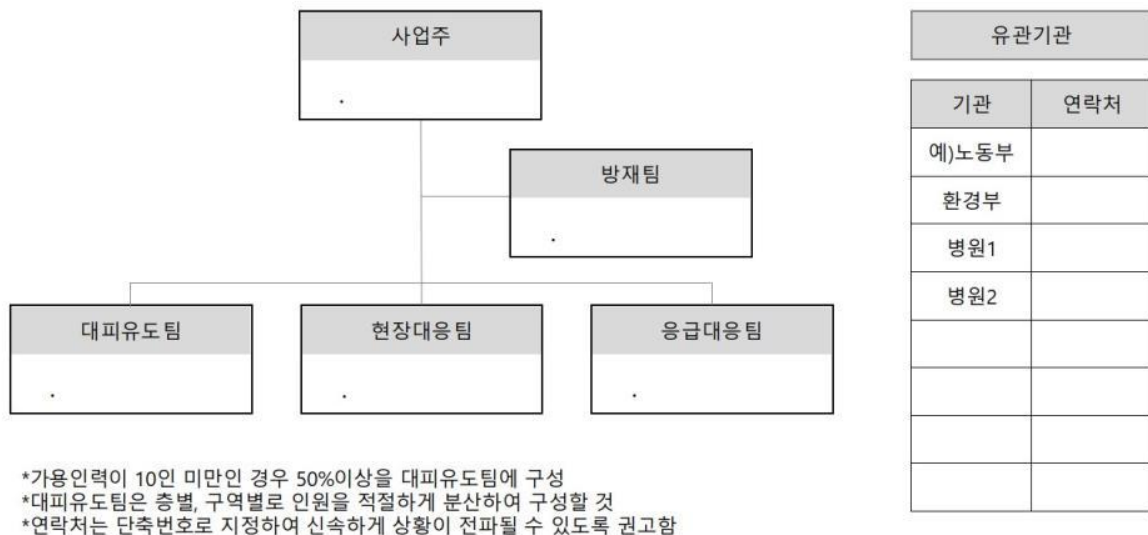 사업주
.
방재팀
.
대피유도팀
.
현장대응팀
.
응급대응팀
.
*가용인력이 10인 미만인 경우 50%이상을 대피유도팀에 구성
*대피유도팀은 층별, 구역별로 인원을 적절하게 분산하여 구성할 것
*연락처는 단축번호로 지정하여 신속하게 상황이 전파될 수 있도록 권고함
유관기관
기관 연락처
예)노동부
환경부
병원1
병원2